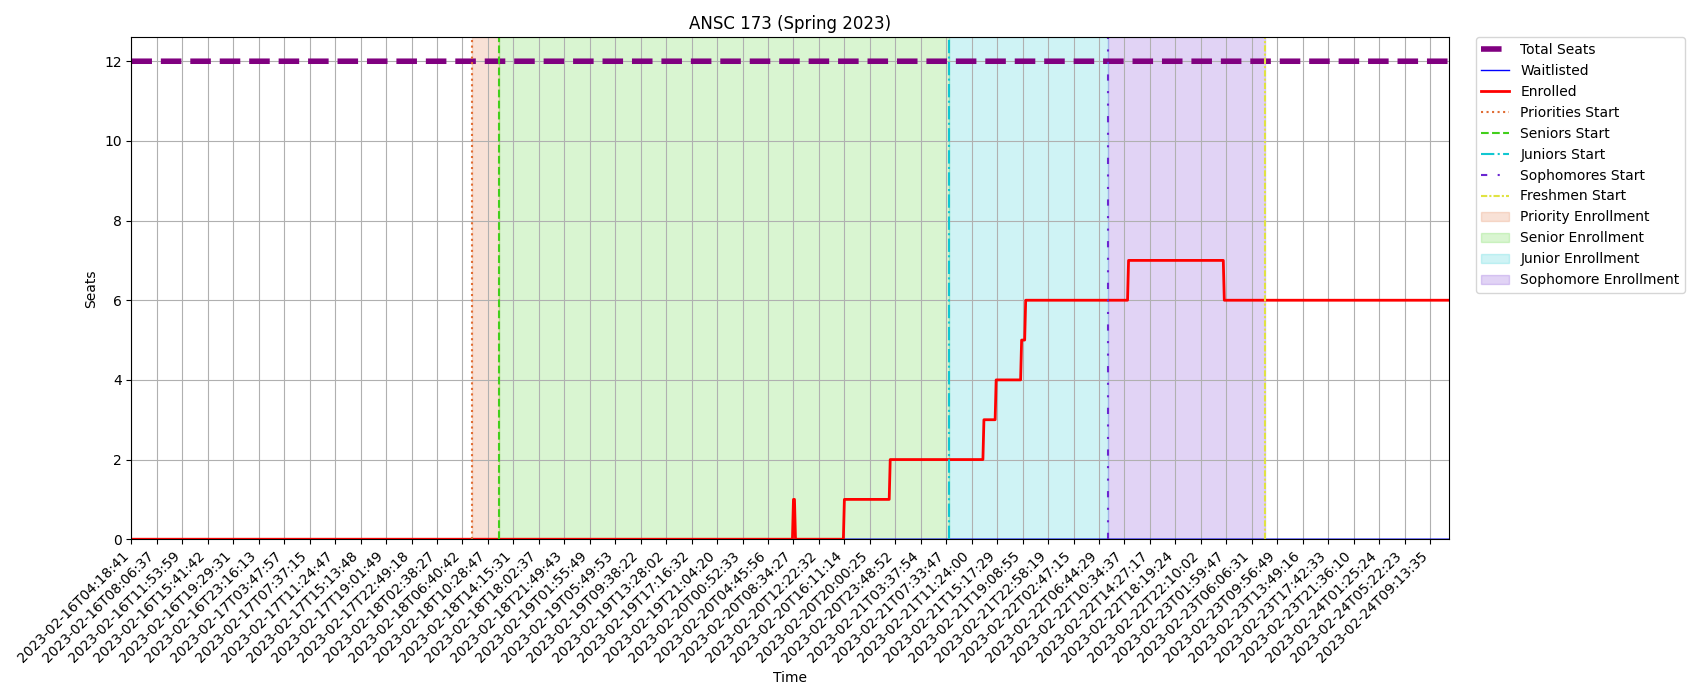 ANSC 173 (Spring 2023)
Seats
12
10
8
6
4
2
0
2023-02-16T04:18:41
2023-02-16T08:06:37
2023-02-16T11:53:59
2023-02-16T15:41:42
2023-02-16T19:29:31
2023-02-16T23:16:13
2023-02-17T03:47:57
2023-02-17T07:37:15
2023-02-17T11:24:47
2023-02-17T15:13:48
2023-02-17T19:01:49
2023-02-17T22:49:18
2023-02-18T02:38:27
2023-02-18T06:40:42
2023-02-18T10:28:47
2023-02-18T14:15:31
2023-02-18T18:02:37
2023-02-18T21:49:43
2023-02-19T01:55:49
2023-02-19T05:49:53
2023-02-19T09:38:22
2023-02-19T13:28:02
2023-02-19T17:16:32
2023-02-19T21:04:20
2023-02-20T00:52:33
2023-02-20T04:45:56
2023-02-20T08:34:27
2023-02-20T12:22:32
2023-02-20T16:11:14
2023-02-20T20:00:25
2023-02-20T23:48:52
2023-02-21T03:37:54
2023-02-21T07:33:47
2023-02-21T11:24:00
2023-02-21T15:17:29
2023-02-21T19:08:55
2023-02-21T22:58:19
2023-02-22T02:47:15
2023-02-22T06:44:29
2023-02-22T10:34:37
2023-02-22T14:27:17
2023-02-22T18:19:24
2023-02-22T22:10:02
2023-02-23T01:59:47
2023-02-23T06:06:31
2023-02-23T09:56:49
2023-02-23T13:49:16
2023-02-23T17:42:33
2023-02-23T21:36:10
2023-02-24T01:25:24
2023-02-24T05:22:23
2023-02-24T09:13:35
Time
Total Seats
Waitlisted
Enrolled
Priorities Start
Seniors Start
Juniors Start
Sophomores Start
Freshmen Start
Priority Enrollment
Senior Enrollment
Junior Enrollment
Sophomore Enrollment